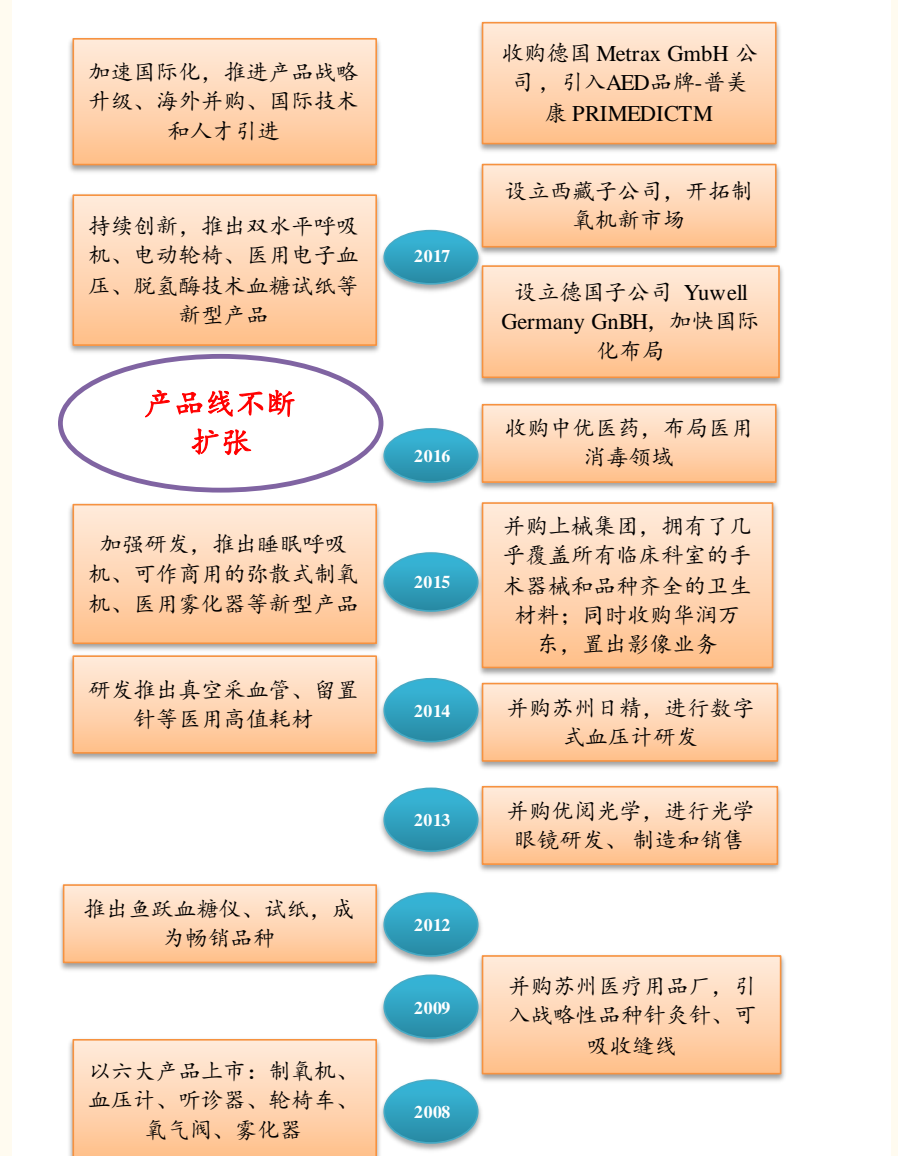 加速国际化，推进产品战略
升级、海外并购、国际技术
和人才引进
收购德国 Metrax GmbH 公
司，引入AED品牌-普美
康 PRIMEDICTM
设立西藏子公司，开拓制
氧机新市场
持续创新，推出双水平呼吸
机、电动轮椅、医用电子血
压、脱氢酶技术血糖试纸等
新型产品
2017
设立德国子公司 Yuwell
Germany GnBH，加快国际
化布局
产品线不断
扩张
2016
收购中优医药，布局医用
消毒领域
加强研发，推出睡眠呼吸
机、可作商用的弥散式制氧
机、医用雾化器等新型产品
2015
并购上械集团，拥有了几
乎覆盖所有临床科室的手
术器械和品种齐全的卫生
材料；同时收购华润万
东，置出影像业务
研发推出真空采血管、留置
针等医用高值耗材
2014
并购苏州日精，进行数字
式血压计研发
2013
并购优阅光学，进行光学
眼镜研发、 制造和销售
推出鱼跃血糖仪、试纸，成
为畅销品种
2012
2009
并购苏州医疗用品厂，引
入战略性品种针灸针、可
吸收缝线
以六大产品上市：制氧机、
血压计、听诊器、轮椅车、
氧气阀、雾化器
2008